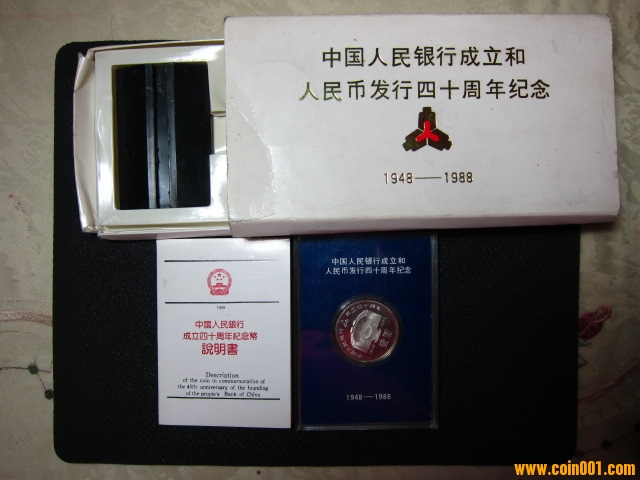 中国人民银行成立和
人民币发行四十周年纪念
1948——1988
1988
中國人民银行
成立四十周年紀念幣
說明書
Description
of the coin in commemoration of
the 40th anniversary of the founding
of the people's Bank of China
中国人民银行成立和
人民币发行四十周年纪念
1948—1988
www.coin001.com